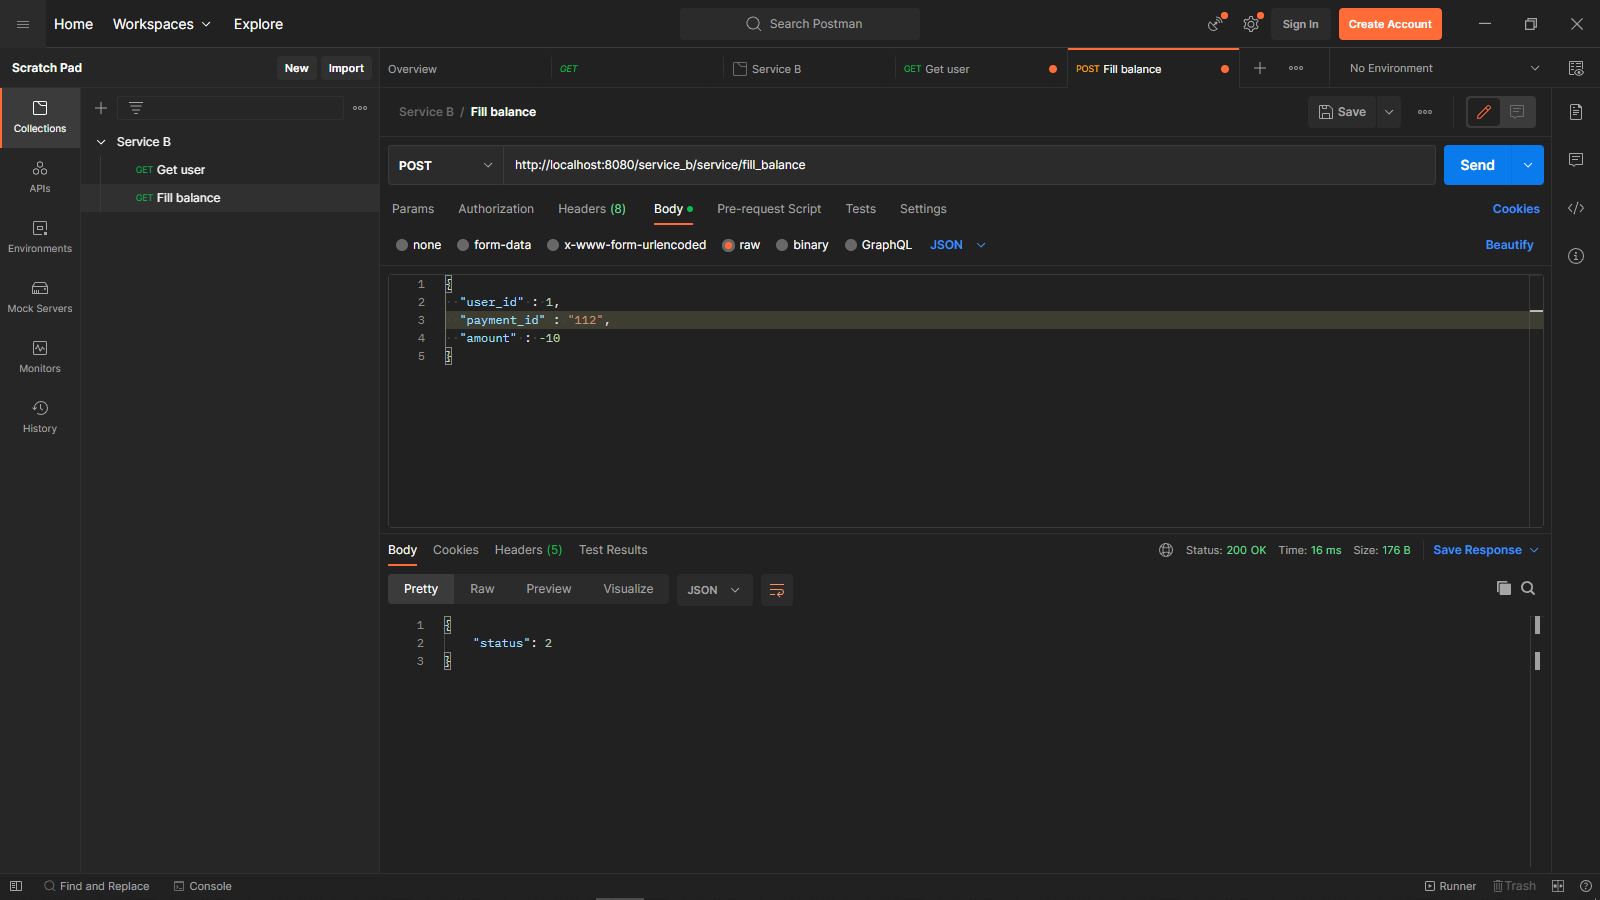 Home Workspaces Explore Search Postman Sign In Create Account
Scratch Pad New Import Overview GET Service B GET Get user POST Fill balance No Environment
Collections
APIs
Environments
Mock Servers
Monitors
History
Service B
GET Get user
GET Fill balance
Service B / Fill balance Save
POST http://localhost:8080/service_b/service/fill_balance Send
Params Authorization Headers (8) Body Pre-request Script Tests Settings Cookies
none form-data x-www-form-urlencoded raw binary GraphQL JSON Beautify
1 {
2 "user_id" : 1,
3 "payment_id" : "112",
4 "amount" : -10
5 }
Body Cookies Headers (5) Test Results Status: 200 OK Time: 16 ms Size: 176 B Save Response
Pretty Raw Preview Visualize JSON
1 {
2 "status": 2
3 }
Find and Replace Console Runner Trash